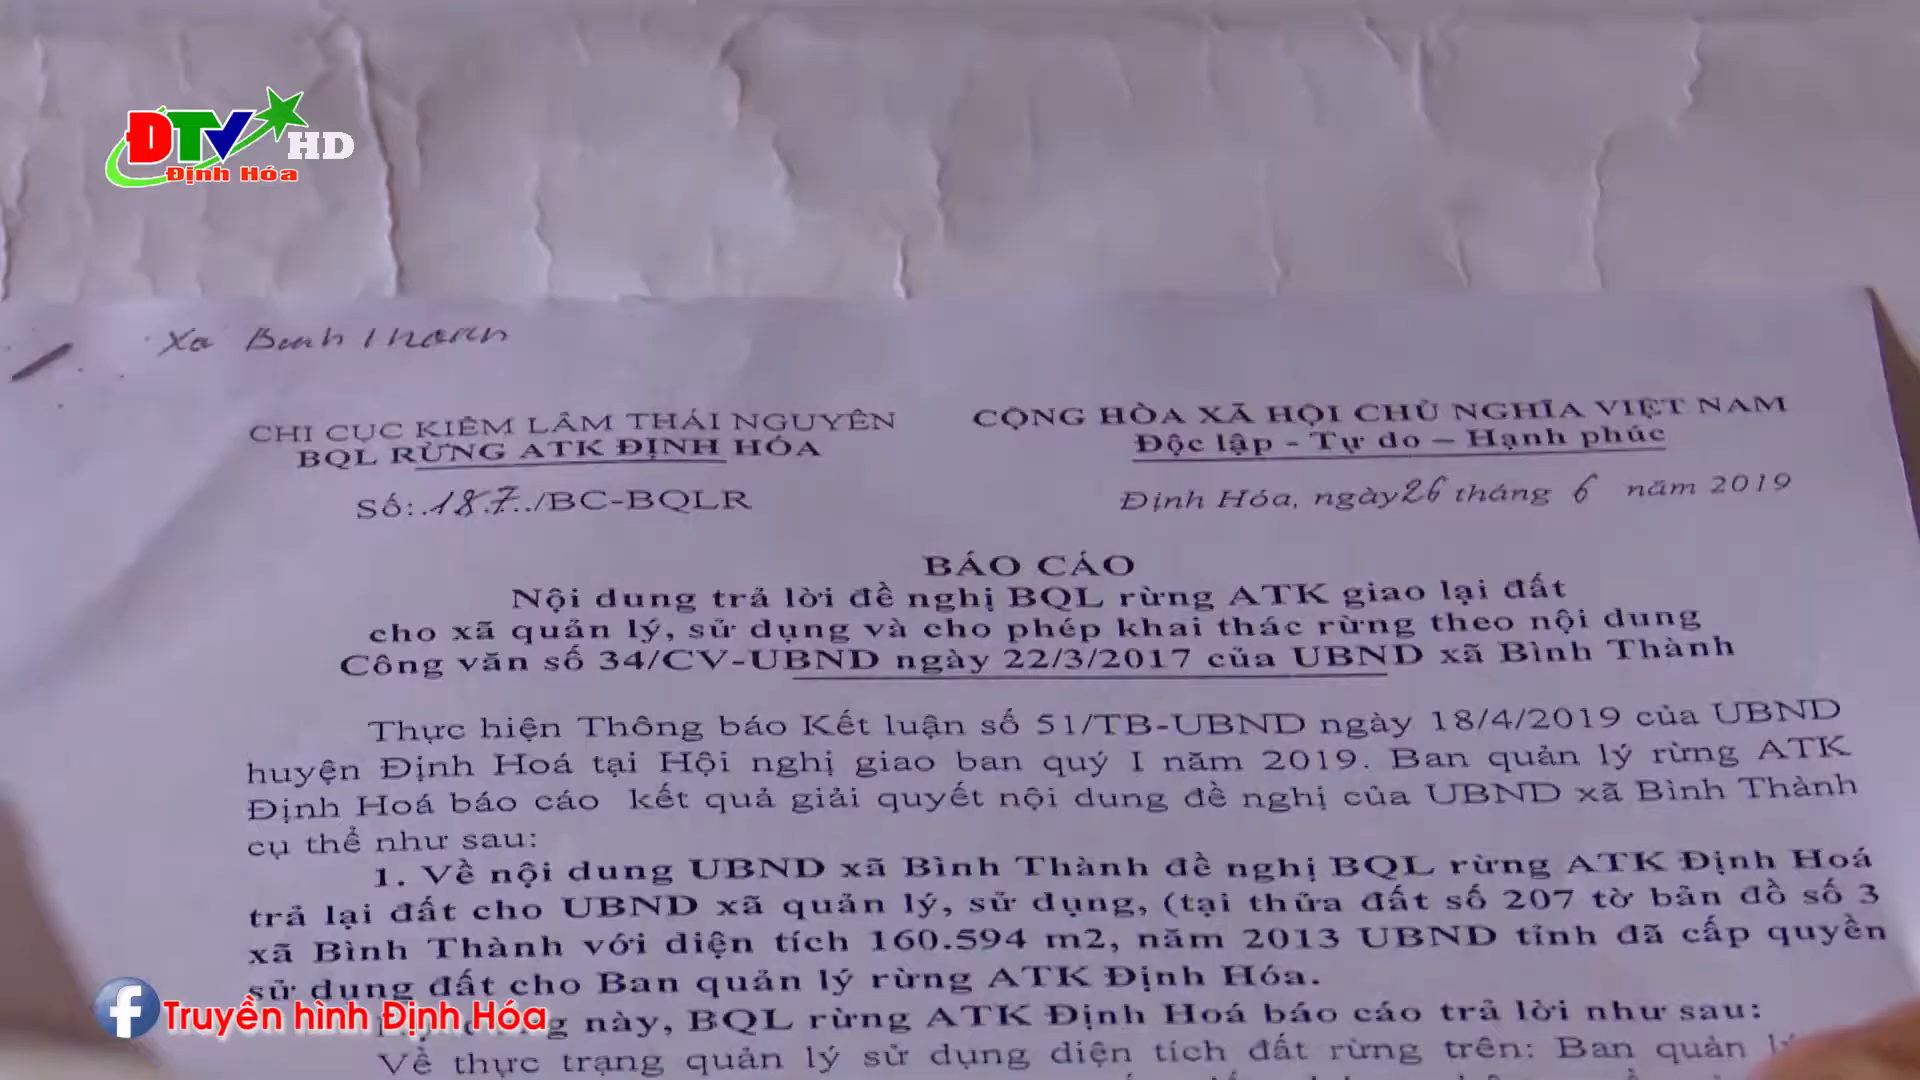 ĐTV HD
Định Hóa
Xã Bình Thành
CHI CỤC KIỂM LÂM THÁI NGUYÊN
BQL RỪNG ATK ĐỊNH HÓA
Số: 187 /BC-BQLR
CỘNG HÒA XÃ HỘI CHỦ NGHĨA VIỆT NAM
Độc lập - Tự do – Hạnh phúc
Định Hóa, ngày 26 tháng 6 năm 2019
BÁO CÁO
Nội dung trả lời đề nghị BQL rừng ATK giao lại đất
cho xã quản lý, sử dụng và cho phép khai thác rừng theo nội dung
Công văn số 34/CV-UBND ngày 22/3/2017 của UBND xã Bình Thành
Thực hiện Thông báo Kết luận số 51/TB-UBND ngày 18/4/2019 của UBND
huyện Định Hoá tại Hội nghị giao ban quý I năm 2019. Ban quản lý rừng ATK
Định Hoá báo cáo kết quả giải quyết nội dung đề nghị của UBND xã Bình Thành
cụ thể như sau:
1. Về nội dung UBND xã Bình Thành đề nghị BQL rừng ATK Định Hoá
trả lại đất cho UBND xã quản lý, sử dụng, (tại thửa đất số 207 tờ bản đồ số 3
xã Bình Thành với diện tích 160.594 m2, năm 2013 UBND tỉnh đã cấp quyền
sử dụng đất cho Ban quản lý rừng ATK Định Hóa.
này, BQL rừng ATK Định Hoá báo cáo trả lời như sau:
Về thực trạng quản lý sử dụng diện tích đất rừng trên: Ban quản
Truyền hình Định Hóa